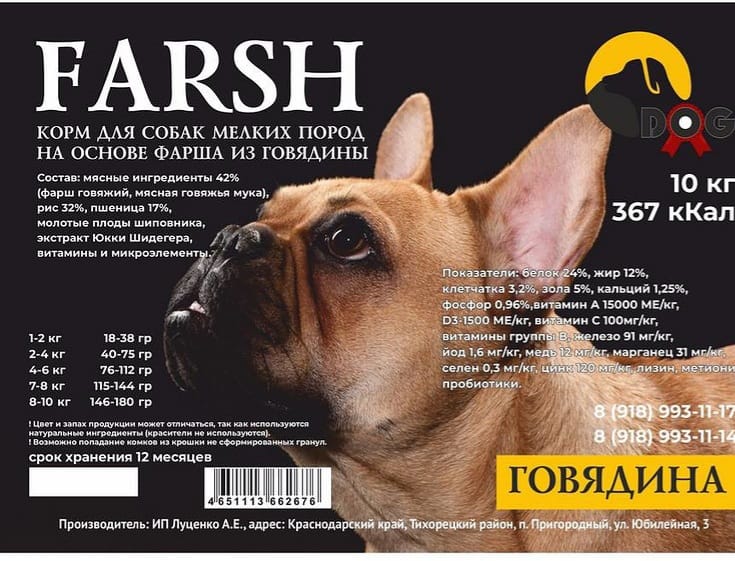 FARSH
КОРМ ДЛЯ СОБАК МЕЛКИХ ПОРОД
НА ОСНОВЕ ФАРША ИЗ ГОВЯДИНЫ
Состав: мясные ингредиенты 42%
(фарш говяжий, мясная говяжья мука),
рис 32%, пшеница 17%,
молотые плоды шиповника,
экстракт Юкки Шидегера,
витамины и микроэлементы.
DOG
10 кг
367 кКал
Показатели: белок 24%, жир 12%,
клетчатка 3,2%, зола 5%, кальций 1,25%,
фосфор 0,96%,витамин А 15000 МЕ/кг,
D3-1500 МЕ/кг, витамин С 100мг/кг,
витамины группы В, железо 91 мг/кг,
йод 1,6 мг/кг, медь 12 мг/кг, марганец 31 мг/кг,
селен 0,3 мг/кг, цинк 120 мг/кг, лизин, метиони
пробиотики.
1-2 кг 18-38 гр
2-4 кг 40-75 гр
4-6 кг 76-112 гр
7-8 кг 115-144 гр
8-10 кг 146-180 гр
! Цвет и запах продукции может отличаться, так как используются
натуральные ингредиенты (красители не используются).
! Возможно попадание комков из крошки не сформированных гранул.
срок хранения 12 месяцев
8 (918) 993-11-17
8 (918) 993-11-14
4 651113 662676
ГОВЯДИНА
Производитель: ИП Луценко А.Е., адрес: Краснодарский край, Тихорецкий район, п. Пригородный, ул. Юбилейная, 3